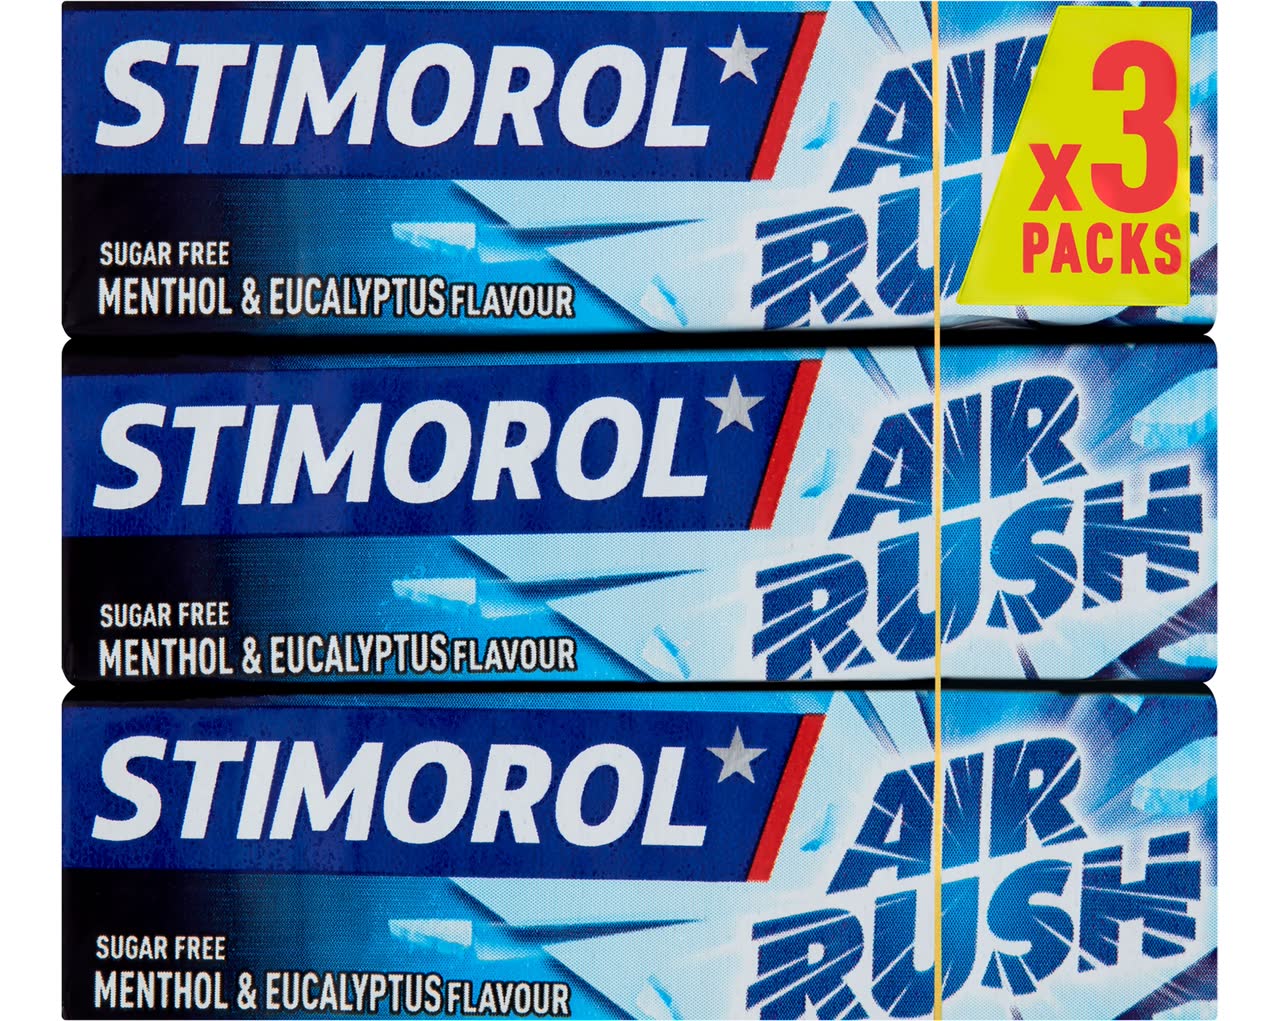 STIMOROL
AIR
RUSH
x3
PACKS
SUGAR FREE
MENTHOL & EUCALYPTUS FLAVOUR
STIMOROL
AIR
RUSH
SUGAR FREE
MENTHOL & EUCALYPTUS FLAVOUR
STIMOROL
AIR
RUSH
SUGAR FREE
MENTHOL & EUCALYPTUS FLAVOUR